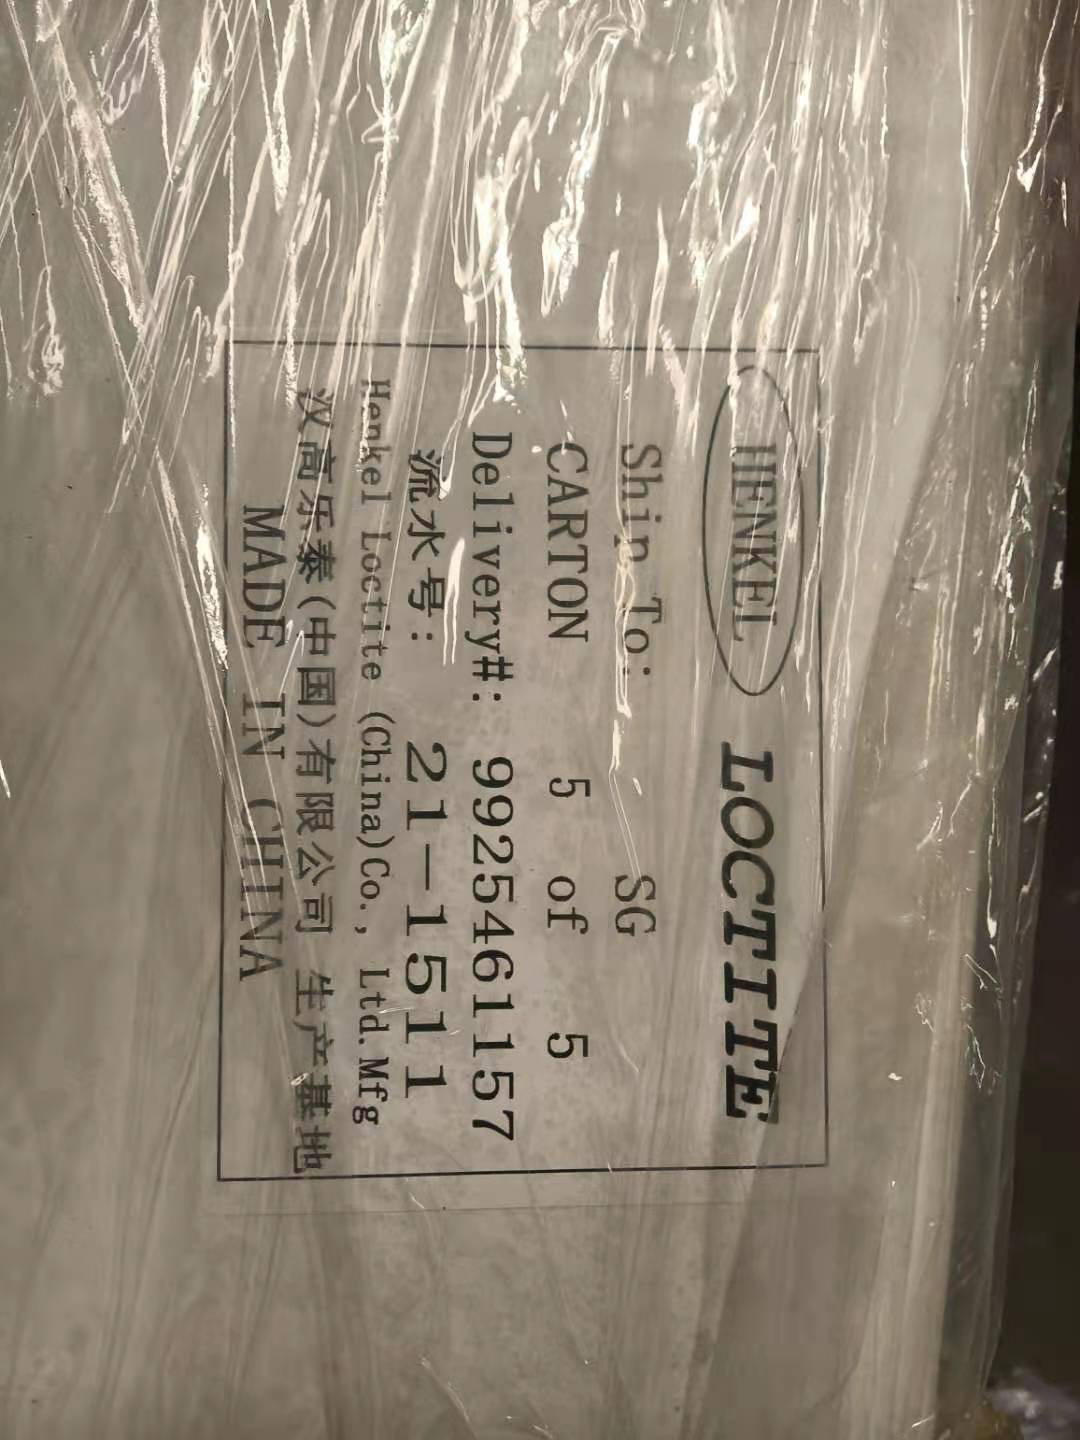 HENKEL LOCTITE
Ship To: SG
CARTON 5 of 5
Delivery#: 9925461157
流水号: 21-1511
Henkel Loctite (China)Co., Ltd.Mfg
汉高乐泰(中国)有限公司 生产基地
MADE IN CHINA